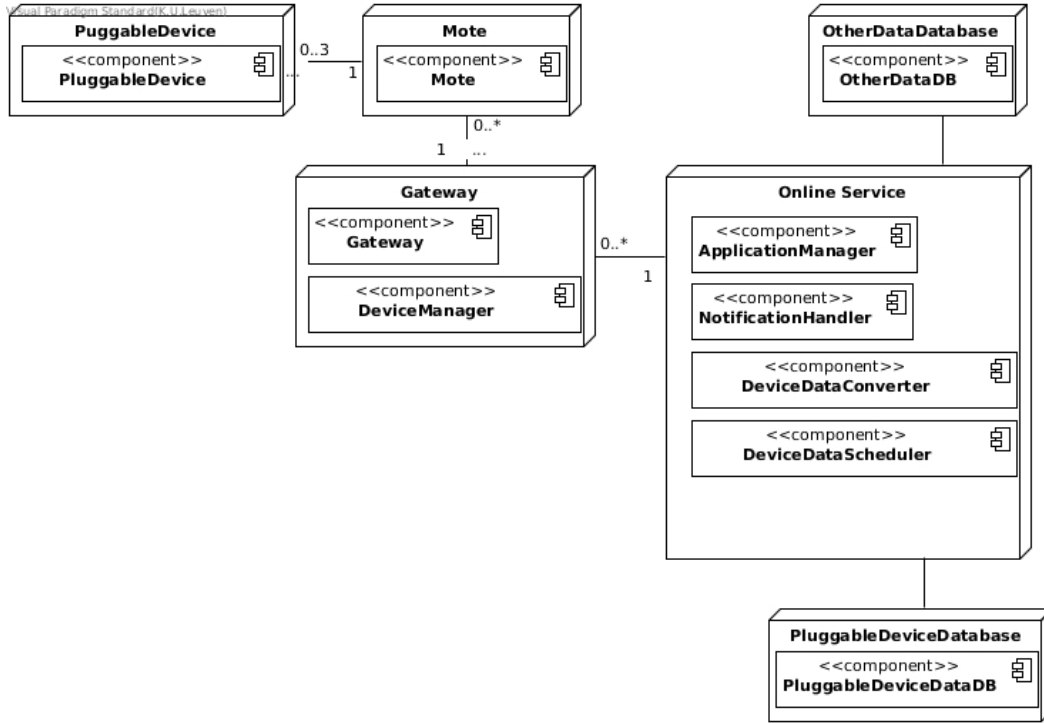 Visual Paradigm Standard(K.U.Leuven)
PuggableDevice
<<component>>
PluggableDevice
0..3
...
1
Mote
<<component>>
Mote
0..*
1
...
OtherDataDatabase
<<component>>
OtherDataDB
Gateway
<<component>>
Gateway
<<component>>
DeviceManager
0..*
1
Online Service
<<component>>
ApplicationManager
<<component>>
NotificationHandler
<<component>>
DeviceDataConverter
<<component>>
DeviceDataScheduler
PluggableDeviceDatabase
<<component>>
PluggableDeviceDataDB